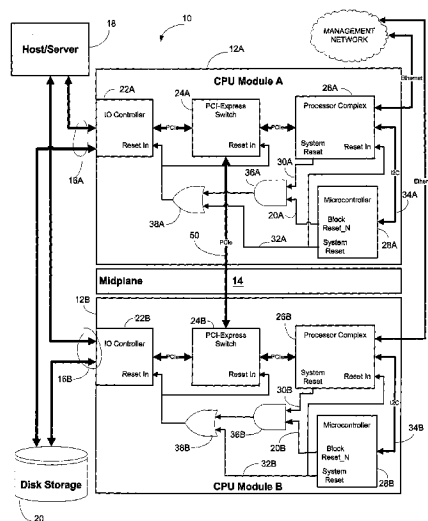 10
18
12A
Host/Server
MANAGEMENT
NETWORK
Ethernet
CPU Module A
22A
24A
26A
IO Controller
PCI-Express
Switch
Processor Complex
PCIe
PCIe
Reset In
Reset In
System
Reset
Reset In
30A
36A
I2C
Microcontroller
34A
16A
38A
20A
Block
Reset_N
System
Reset
32A
28A
50
PCIe
Midplane
14
12B
22B
24B
26B
IO Controller
PCI-Express
Switch
Processor Complex
PCIe
PCIe
Reset In
Reset In
System
Reset
Reset In
16B
30B
I2C
Microcontroller
34B
38B
36B
20B
Block
Reset_N
System
Reset
32B
28B
Disk Storage
CPU Module B
20